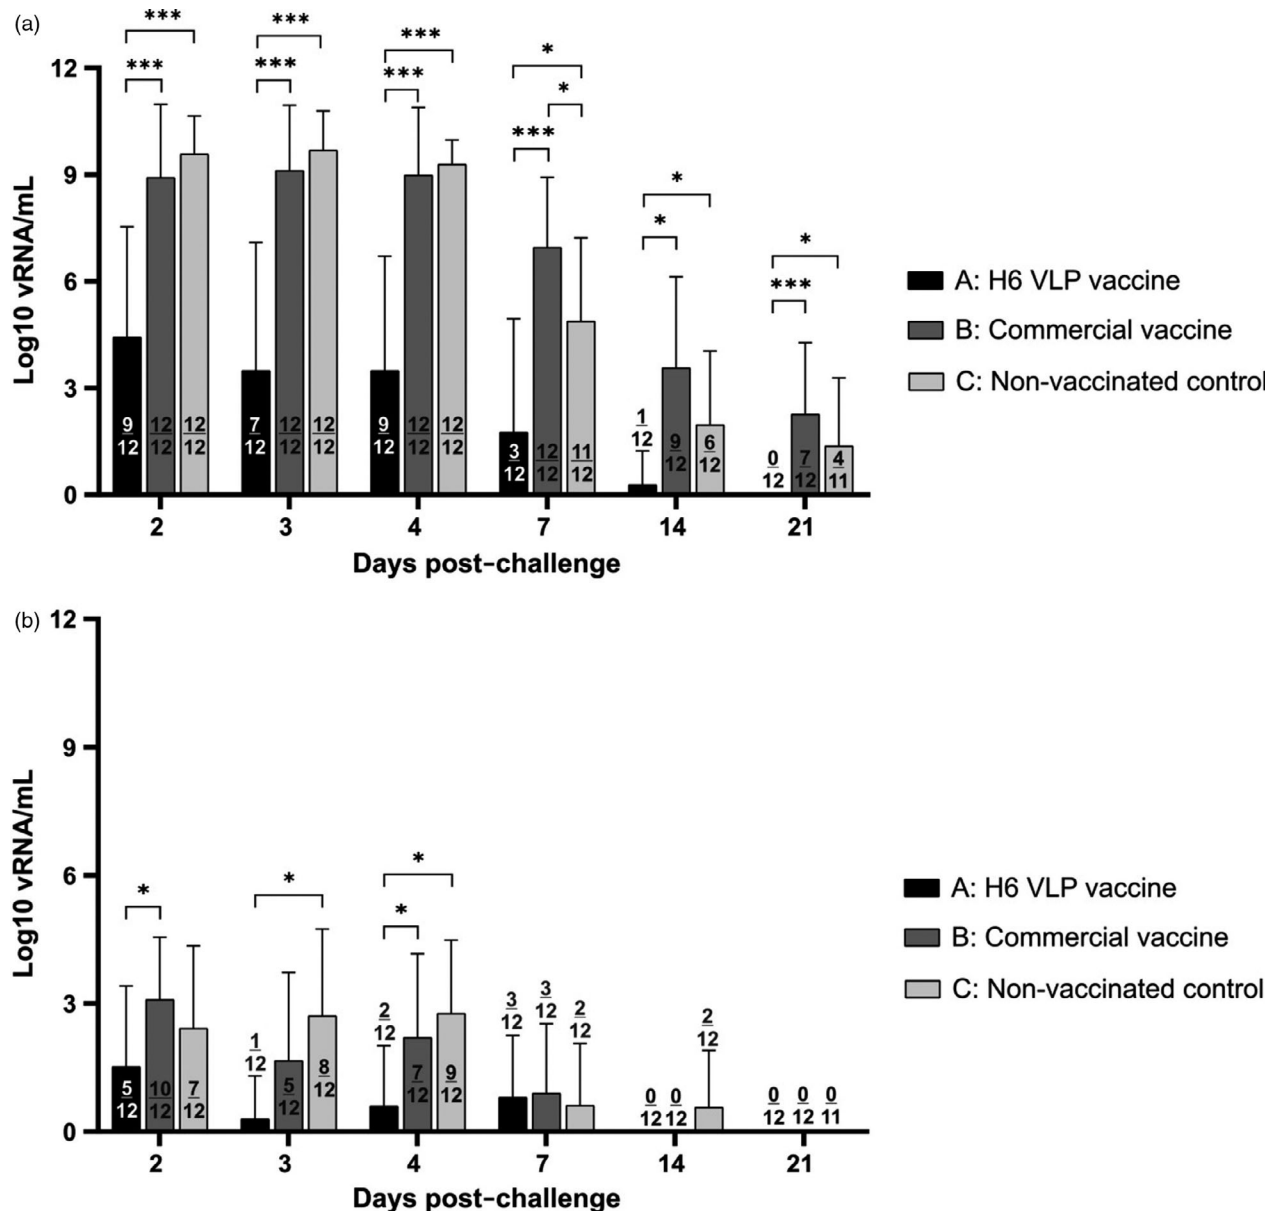 (a)
*** *** *** * *
*** *** *** *** * * *
***
12
9
6
3
0
Log10 vRNA/mL
9/12 12/12 12/12
7/12 12/12 12/12
9/12 12/12 12/12
3/12 12/12 11/12
1/12 9/12 6/12
0/12 7/12 4/11
2 3 4 7 14 21
Days post-challenge
A: H6 VLP vaccine
B: Commercial vaccine
C: Non-vaccinated control
(b)
* * * *
12
9
6
3
0
Log10 vRNA/mL
5/12 10/12 7/12
1/12 5/12 8/12
2/12 7/12 9/12
3/12 3/12 2/12
0/12 0/12 2/12
0/12 0/12 0/11
2 3 4 7 14 21
Days post-challenge
A: H6 VLP vaccine
B: Commercial vaccine
C: Non-vaccinated control